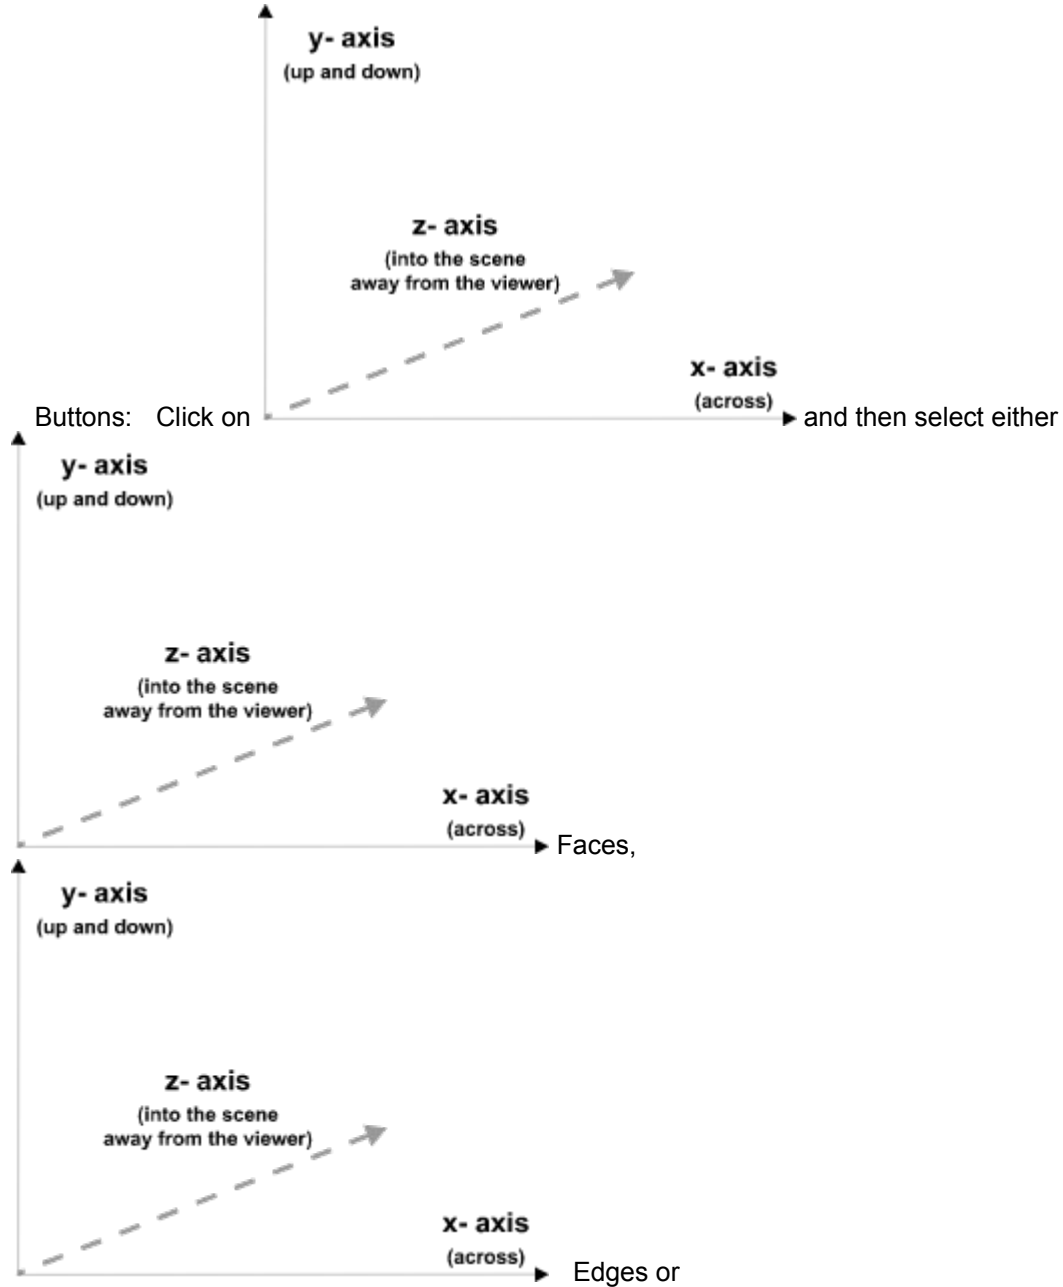 y- axis
(up and down)
z- axis
(into the scene
away from the viewer)
x- axis
(across)
Buttons: Click on and then select either
y- axis
(up and down)
z- axis
(into the scene
away from the viewer)
x- axis
(across)
Faces,
y- axis
(up and down)
z- axis
(into the scene
away from the viewer)
x- axis
(across)
Edges or